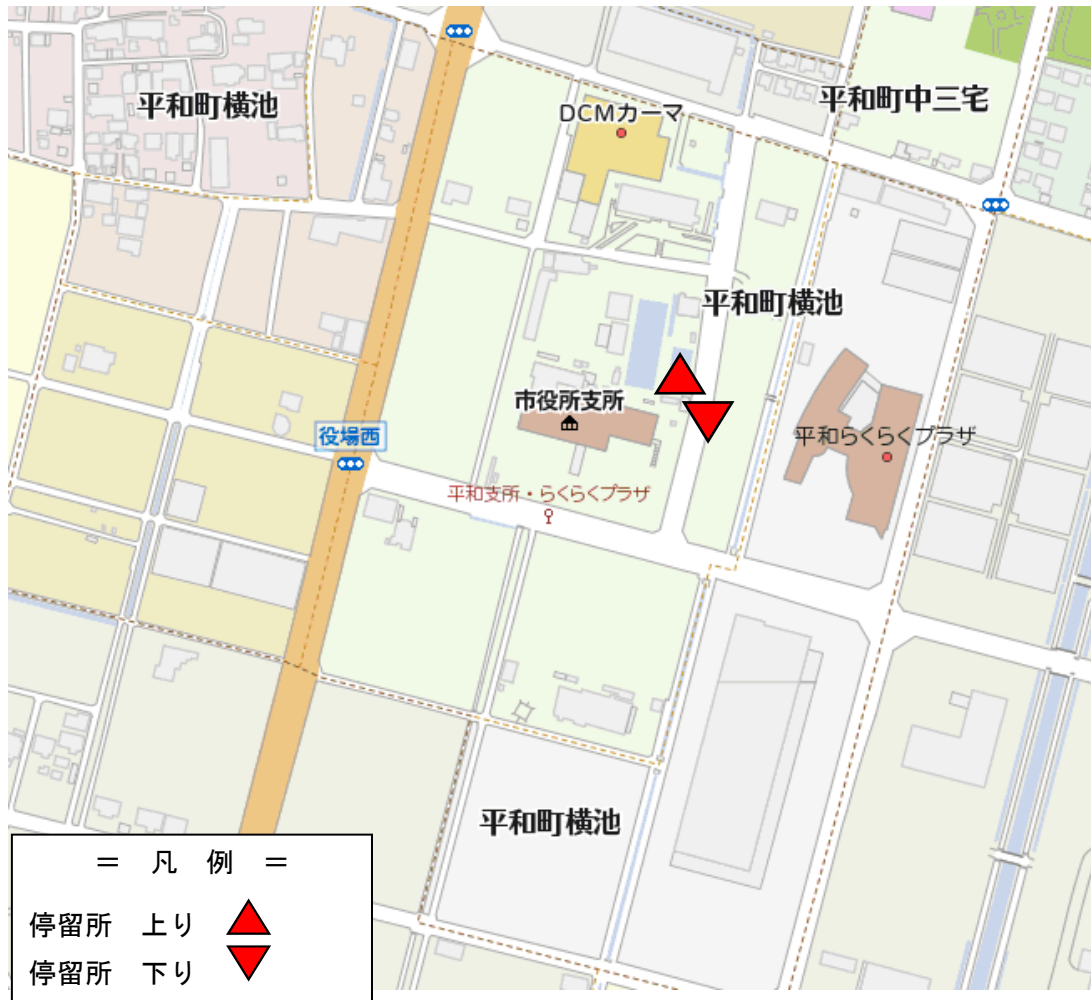 平和町横池
DCMカーマ
平和町中三宅
平和町横池
市役所支所
役場西
平和らくらくプラザ
平和支所・らくらくプラザ
平和町横池
＝ 凡 例 ＝
停留所 上り
停留所 下り